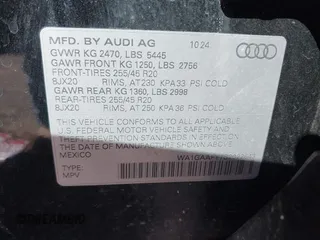 MFD. BY AUDI AG 10 24
GVWR KG 2470, LBS 5445
GAWR FRONT KG 1250, LBS 2756
FRONT-TIRES 255/45 R20
8JX20 RIMS, AT 230 KPA 33 PSI COLD
GAWR REAR KG 1360, LBS 2998
REAR-TIRES 255/45 R20
8JX20 RIMS, AT 250 KPA 36 PSI COLD
THIS VEHICLE CONFORMS TO ALL APPLICABLE
U.S. FEDERAL MOTOR VEHICLE SAFETY
AND THEFT PREVENTION STANDARDS IN EFFECT ON
THE DATE OF MANUFACTURE SHOWN ABOVE.
MEXICO
TYPE:
MPV